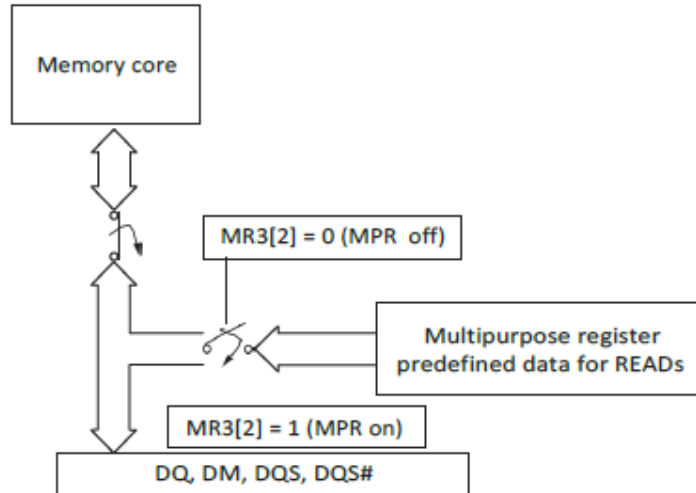 Memory core
MR3[2] = 0 (MPR off)
Multipurpose register
predefined data for READs
MR3[2] = 1 (MPR on)
DQ, DM, DQS, DQS#